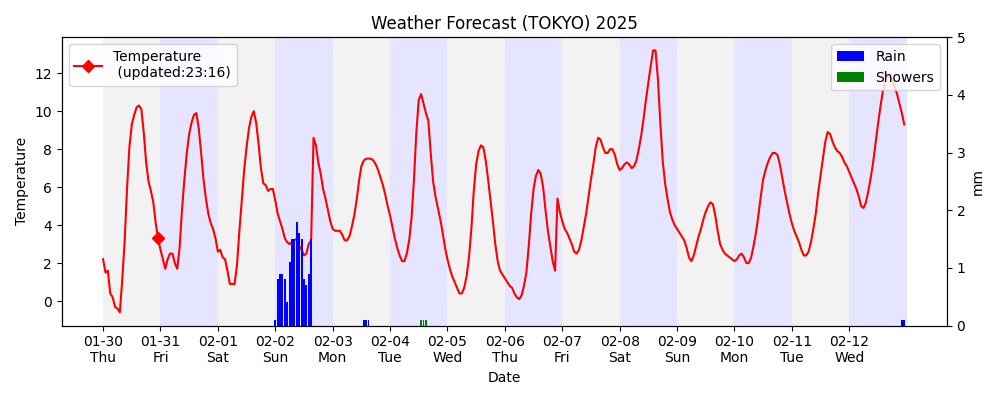 Weather Forecast (TOKYO) 2025
Temperature
(updated:23:16)
Rain
Showers
Temperature
12
10
8
6
4
2
0
5
4
3
2
1
0
mm
01-30 01-31 02-01 02-02 02-03 02-04 02-05 02-06 02-07 02-08 02-09 02-10 02-11 02-12
Thu Fri Sat Sun Mon Tue Wed Thu Fri Sat Sun Mon Tue Wed
Date